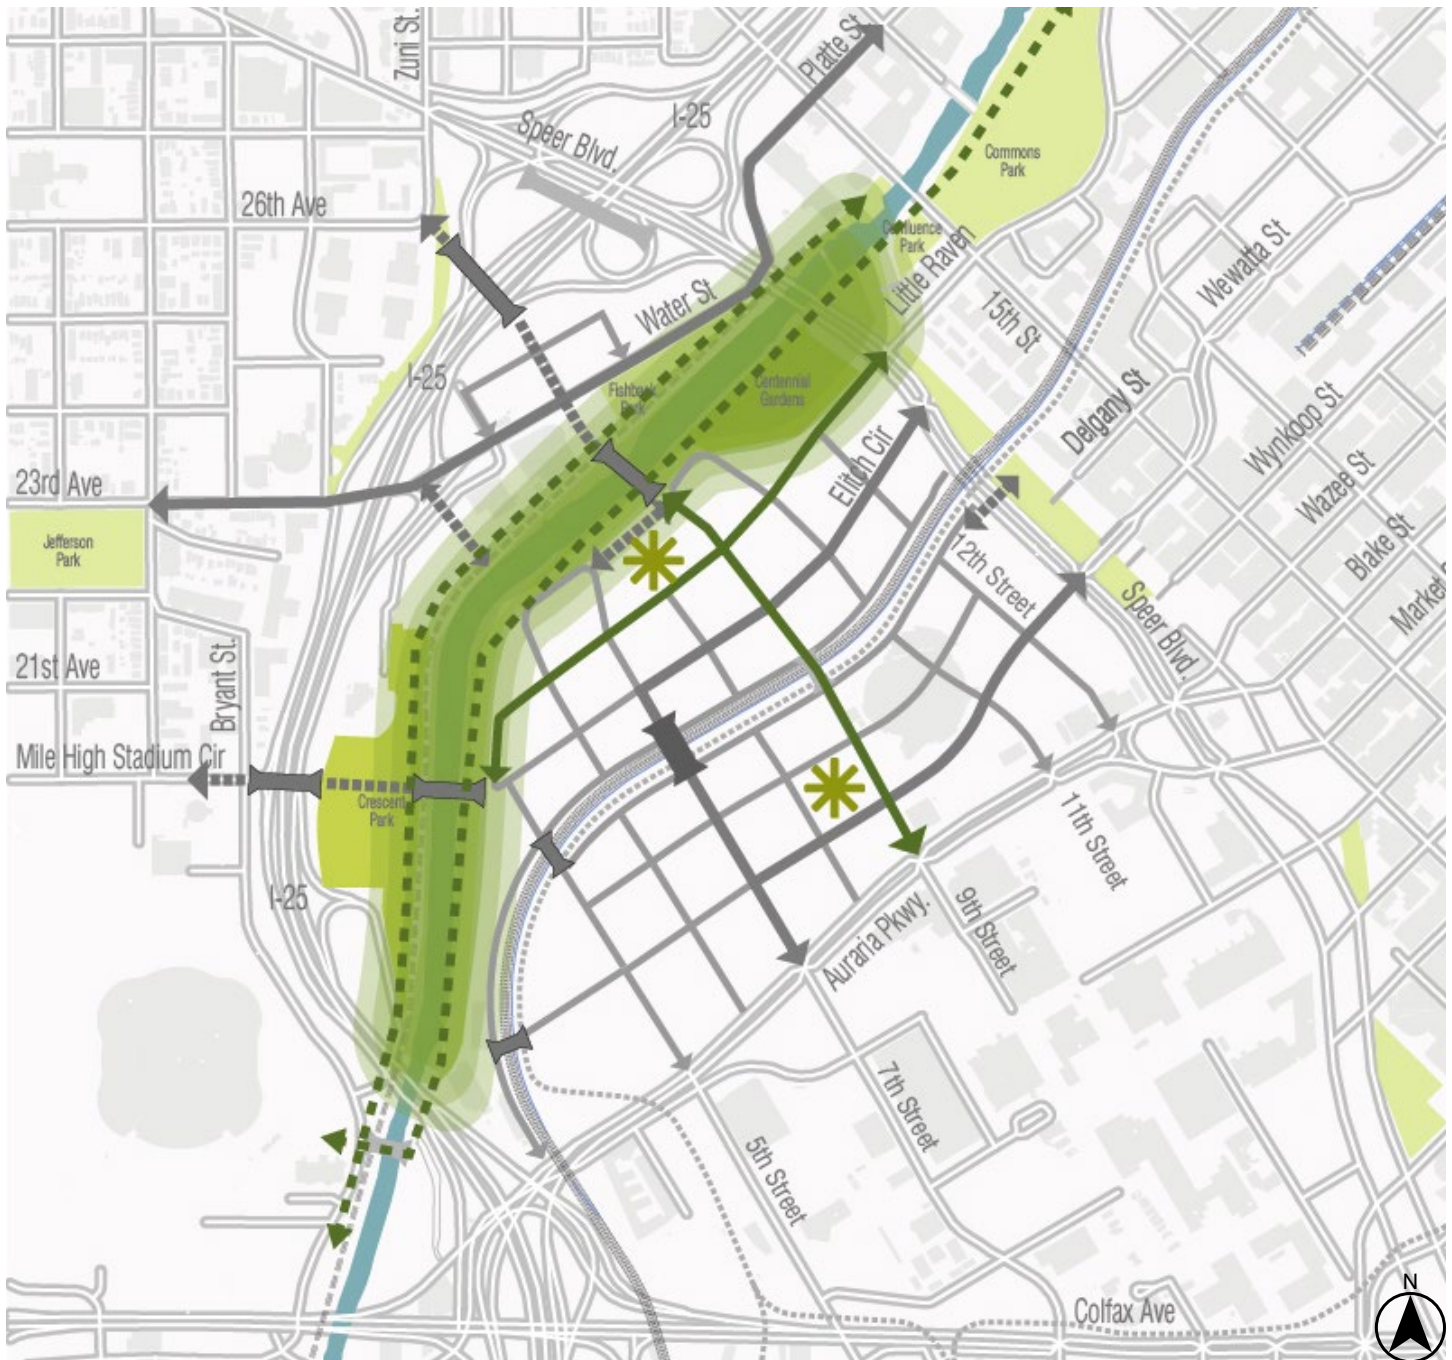 Zuni St.
Platte St
I-25
Speer Blvd.
Commons
Park
26th Ave
Confluence
Park
Little Raven
Wewatta St
15th St
Water St
I-25
Fishback
Park
Centennial
Gardens
Delgany St
Wynkoop St
Elitch Cir
23rd Ave
Wazee St
Jefferson
Park
Blake St
12th Street
Market
Speer Blvd.
21st Ave
Bryant St.
Mile High Stadium Cir
Crescent
Park
11th Street
I-25
9th Street
Auraria Pkwy.
7th Street
5th Street
Colfax Ave
N